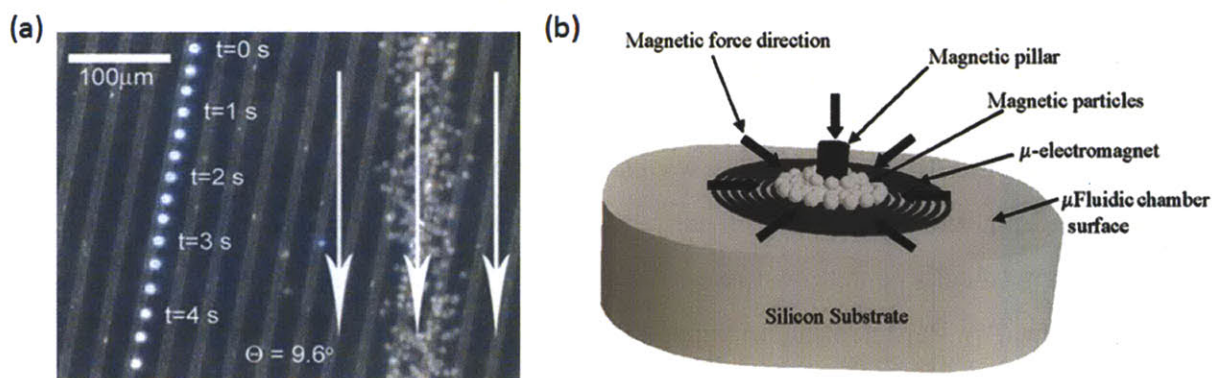 (a)
t=0 s
100μm
t=1 s
t=2 s
t=3 s
t=4 s
Θ = 9.6°
(b)
Magnetic force direction
Magnetic pillar
Magnetic particles
μ-electromagnet
μFluidic chamber
surface
Silicon Substrate